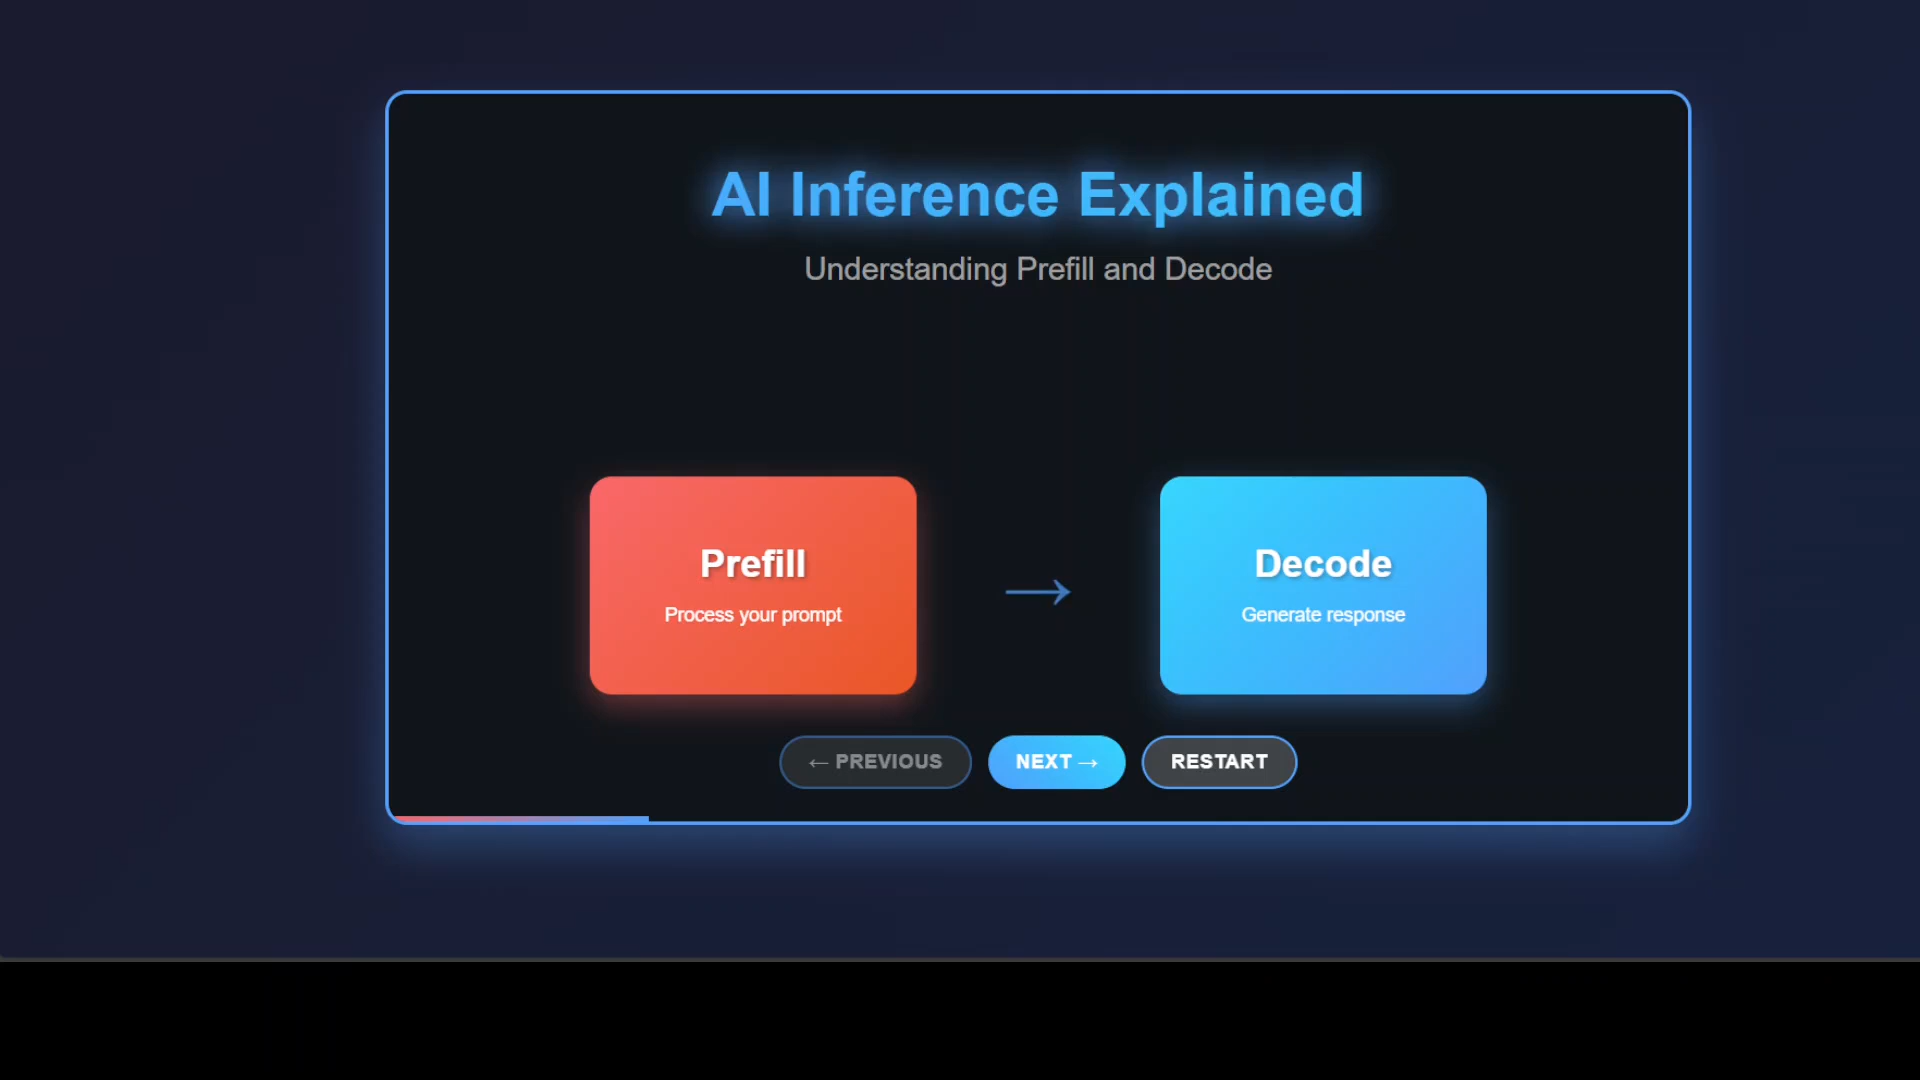 AI Inference Explained
Understanding Prefill and Decode
Prefill
Process your prompt
→
Decode
Generate response
← PREVIOUS
NEXT →
RESTART